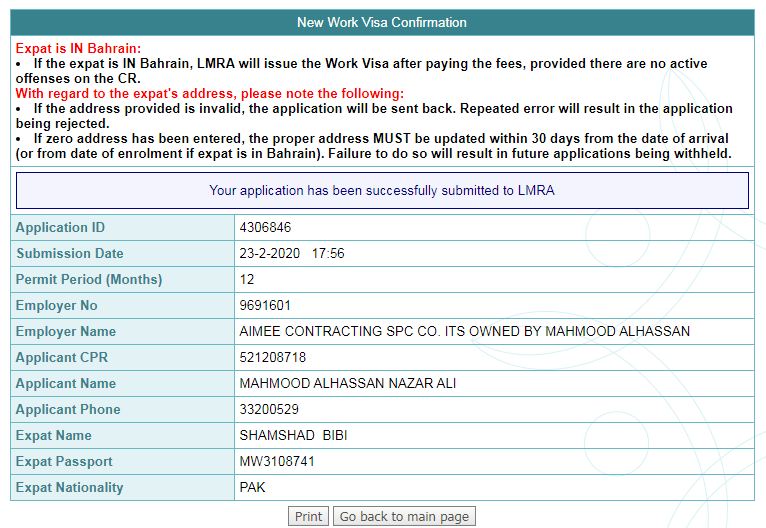 New Work Visa Confirmation
Expat is IN Bahrain:
• If the expat is IN Bahrain, LMRA will issue the Work Visa after paying the fees, provided there are no active
offenses on the CR.
With regard to the expat's address, please note the following:
• If the address provided is invalid, the application will be sent back. Repeated error will result in the application
being rejected.
• If zero address has been entered, the proper address MUST be updated within 30 days from the date of arrival
(or from date of enrolment if expat is in Bahrain). Failure to do so will result in future applications being withheld.
Your application has been successfully submitted to LMRA
Application ID 4306846
Submission Date 23-2-2020 17:56
Permit Period (Months) 12
Employer No 9691601
Employer Name AIMEE CONTRACTING SPC CO. ITS OWNED BY MAHMOOD ALHASSAN
Applicant CPR 521208718
Applicant Name MAHMOOD ALHASSAN NAZAR ALI
Applicant Phone 33200529
Expat Name SHAMSHAD BIBI
Expat Passport MW3108741
Expat Nationality PAK
Print Go back to main page